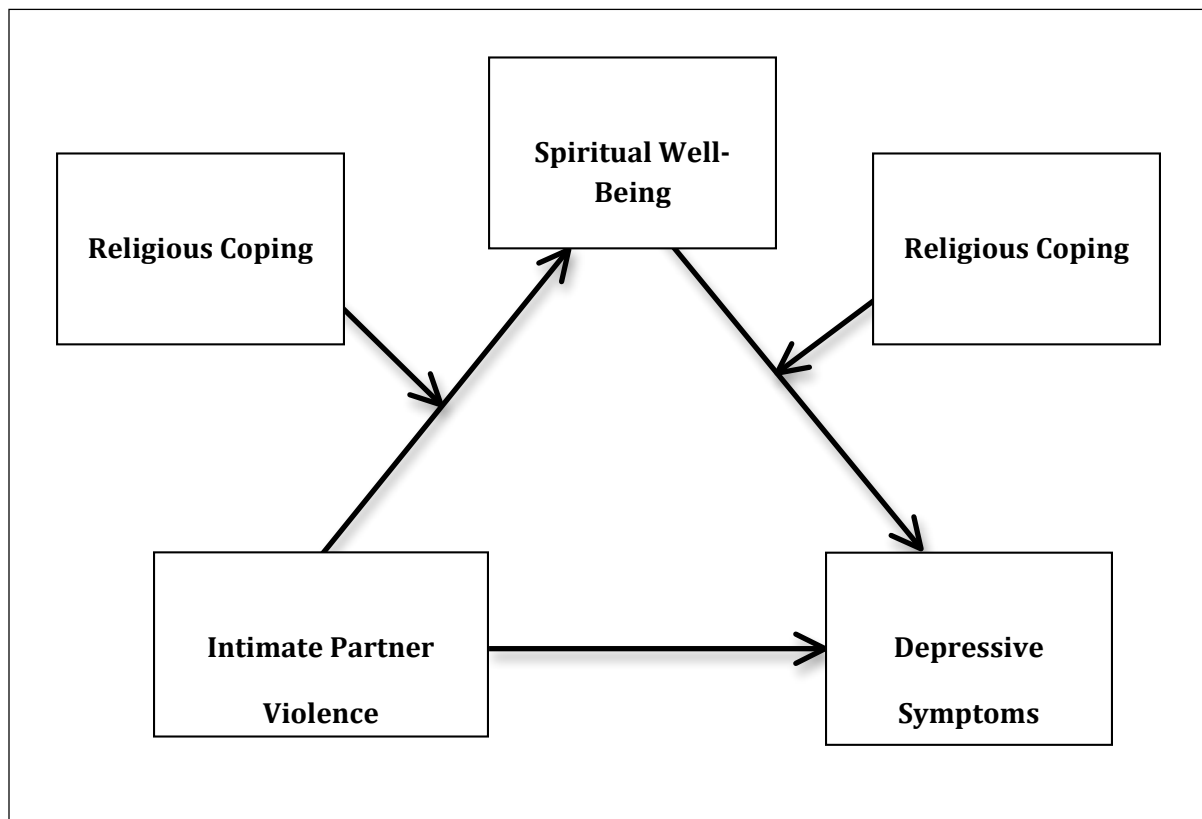 Spiritual Well-
Being
Religious Coping
Religious Coping
Intimate Partner
Violence
Depressive
Symptoms